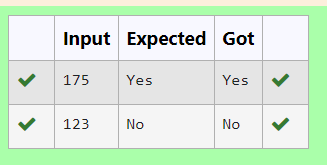 Input Expected Got
175 Yes Yes
123 No No